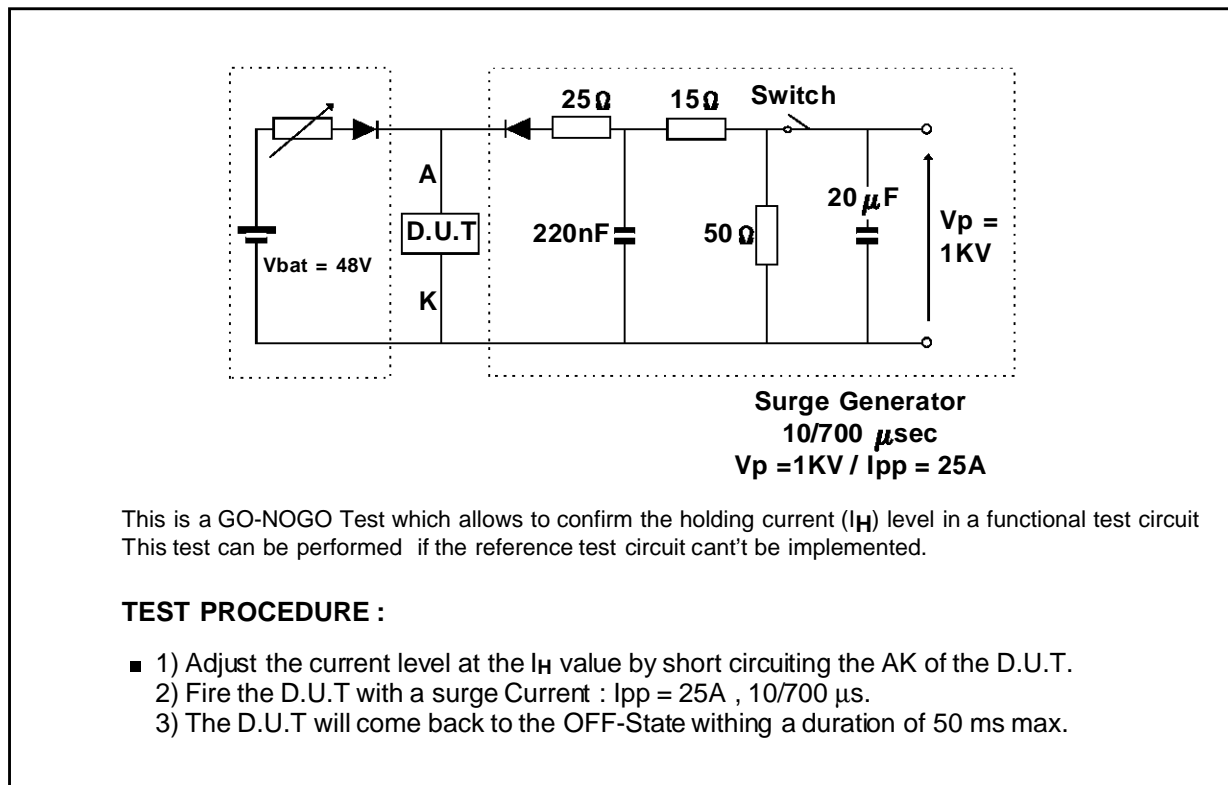 25Ω
15Ω
Switch
A
D.U.T
K
Vbat = 48V
220nF
50Ω
20μF
Vp =
1KV
Surge Generator
10/700 μsec
Vp =1KV / Ipp = 25A
This is a GO-NOGO Test which allows to confirm the holding current (IH) level in a functional test circuit
This test can be performed if the reference test circuit cant't be implemented.
TEST PROCEDURE :
■ 1) Adjust the current level at the IH value by short circuiting the AK of the D.U.T.
2) Fire the D.U.T with a surge Current : Ipp = 25A , 10/700 μs.
3) The D.U.T will come back to the OFF-State withing a duration of 50 ms max.